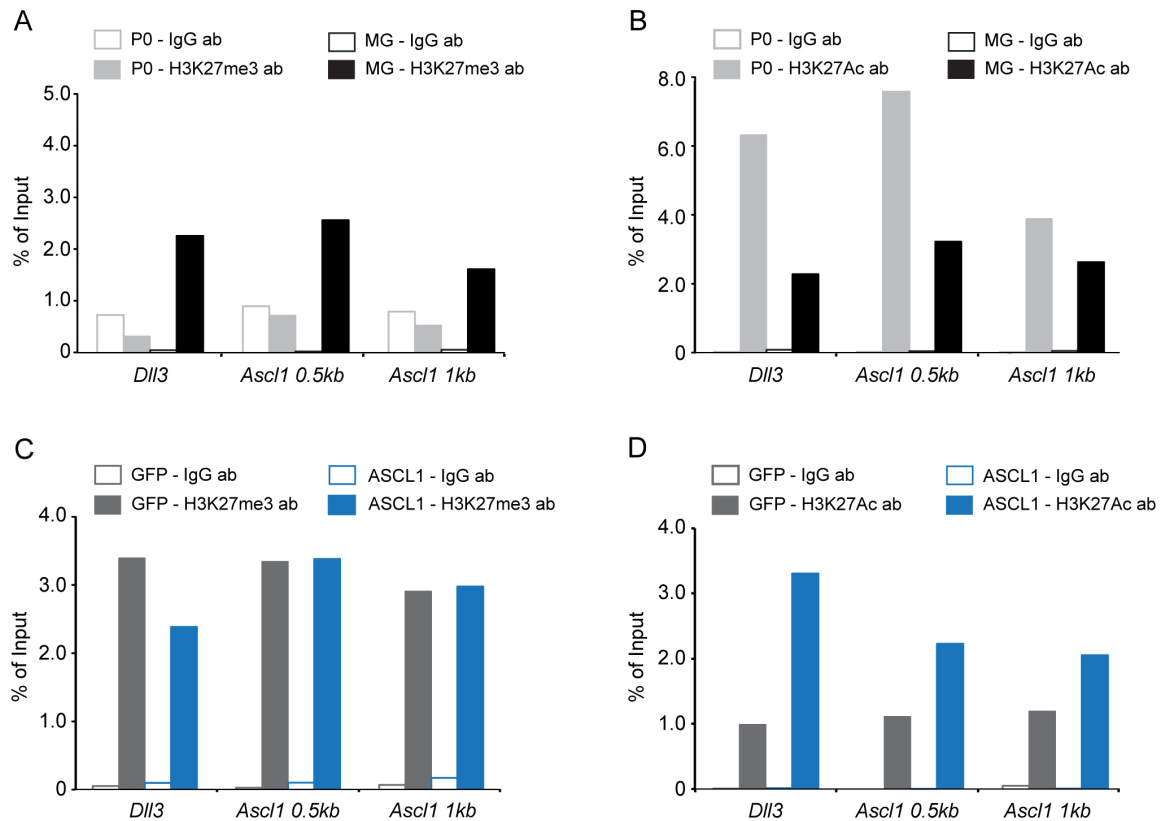 A
P0 - IgG ab
MG - IgG ab
P0 - H3K27me3 ab
MG - H3K27me3 ab
5.0
4.0
3.0
2.0
1.0
0
% of Input
Dll3
Ascl1 0.5kb
Ascl1 1kb
B
P0 - IgG ab
MG - IgG ab
P0 - H3K27Ac ab
MG - H3K27Ac ab
8.0
6.0
4.0
2.0
0
% of Input
Dll3
Ascl1 0.5kb
Ascl1 1kb
C
GFP - IgG ab
ASCL1 - IgG ab
GFP - H3K27me3 ab
ASCL1 - H3K27me3 ab
4.0
3.0
2.0
1.0
0
% of Input
Dll3
Ascl1 0.5kb
Ascl1 1kb
D
GFP - IgG ab
ASCL1 - IgG ab
GFP - H3K27Ac ab
ASCL1 - H3K27Ac ab
4.0
3.0
2.0
1.0
0
% of Input
Dll3
Ascl1 0.5kb
Ascl1 1kb